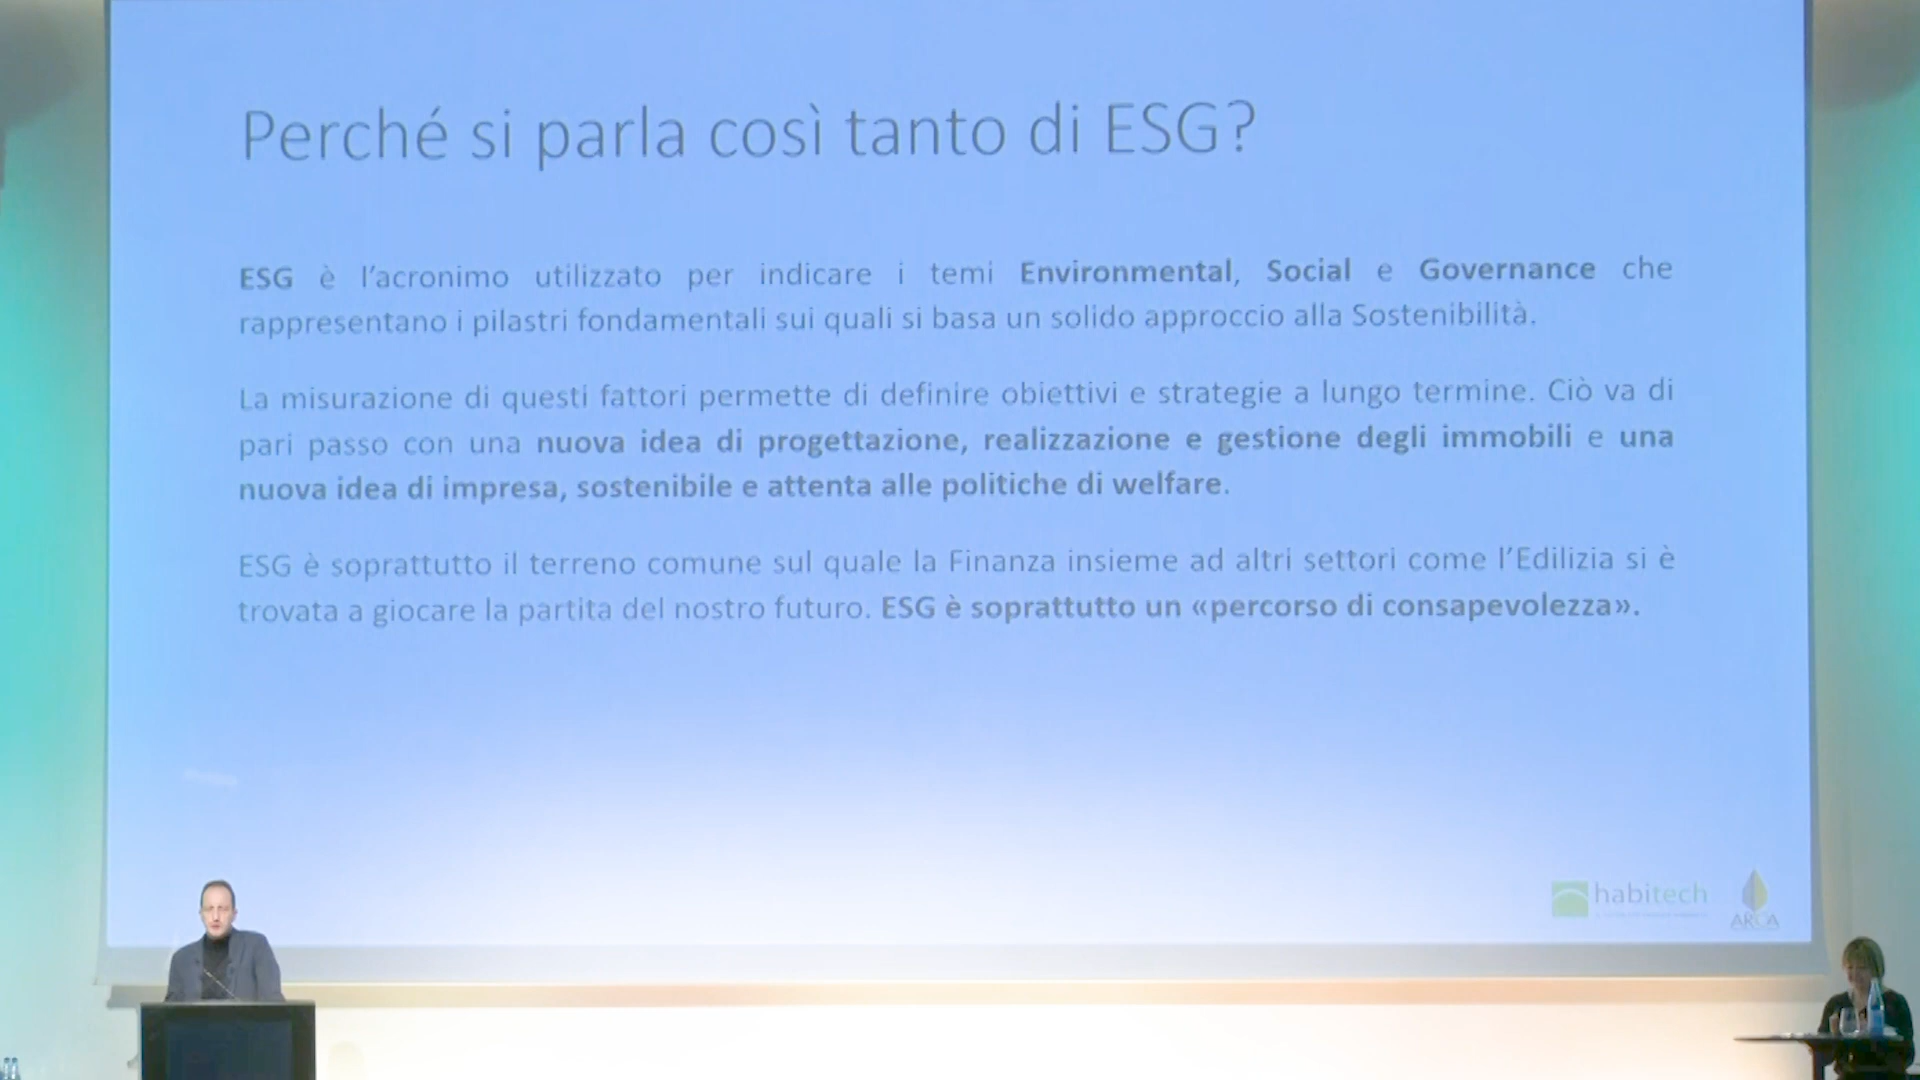 Perché si parla così tanto di ESG?
ESG è l’acronimo utilizzato per indicare i temi Environmental, Social e Governance che
rappresentano i pilastri fondamentali sui quali si basa un solido approccio alla Sostenibilità.
La misurazione di questi fattori permette di definire obiettivi e strategie a lungo termine. Ciò va di
pari passo con una nuova idea di progettazione, realizzazione e gestione degli immobili e una
nuova idea di impresa, sostenibile e attenta alle politiche di welfare.
ESG è soprattutto il terreno comune sul quale la Finanza insieme ad altri settori come l’Edilizia si è
trovata a giocare la partita del nostro futuro. ESG è soprattutto un «percorso di consapevolezza».
habitech
ARCA